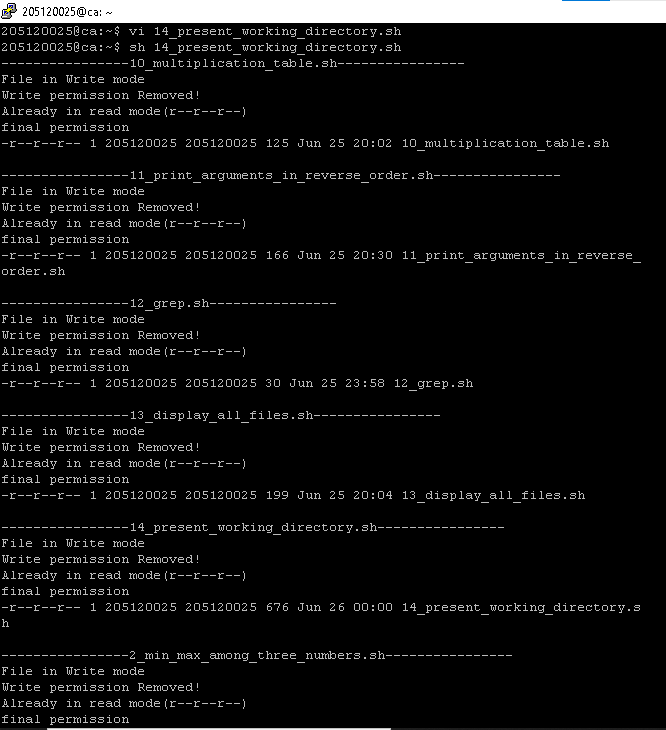 205120025@ca: ~
205120025@ca:~$ vi 14_present_working_directory.sh
205120025@ca:~$ sh 14_present_working_directory.sh
----------------10_multiplication_table.sh----------------
File in Write mode
Write permission Removed!
Already in read mode(r--r--r--)
final permission
-r--r--r-- 1 205120025 205120025 125 Jun 25 20:02 10_multiplication_table.sh
----------------11_print_arguments_in_reverse_order.sh----------------
File in Write mode
Write permission Removed!
Already in read mode(r--r--r--)
final permission
-r--r--r-- 1 205120025 205120025 166 Jun 25 20:30 11_print_arguments_in_reverse_
order.sh
----------------12_grep.sh----------------
File in Write mode
Write permission Removed!
Already in read mode(r--r--r--)
final permission
-r--r--r-- 1 205120025 205120025 30 Jun 25 23:58 12_grep.sh
----------------13_display_all_files.sh----------------
File in Write mode
Write permission Removed!
Already in read mode(r--r--r--)
final permission
-r--r--r-- 1 205120025 205120025 199 Jun 25 20:04 13_display_all_files.sh
----------------14_present_working_directory.sh----------------
File in Write mode
Write permission Removed!
Already in read mode(r--r--r--)
final permission
-r--r--r-- 1 205120025 205120025 676 Jun 26 00:00 14_present_working_directory.s
h
----------------2_min_max_among_three_numbers.sh----------------
File in Write mode
Write permission Removed!
Already in read mode(r--r--r--)
final permission